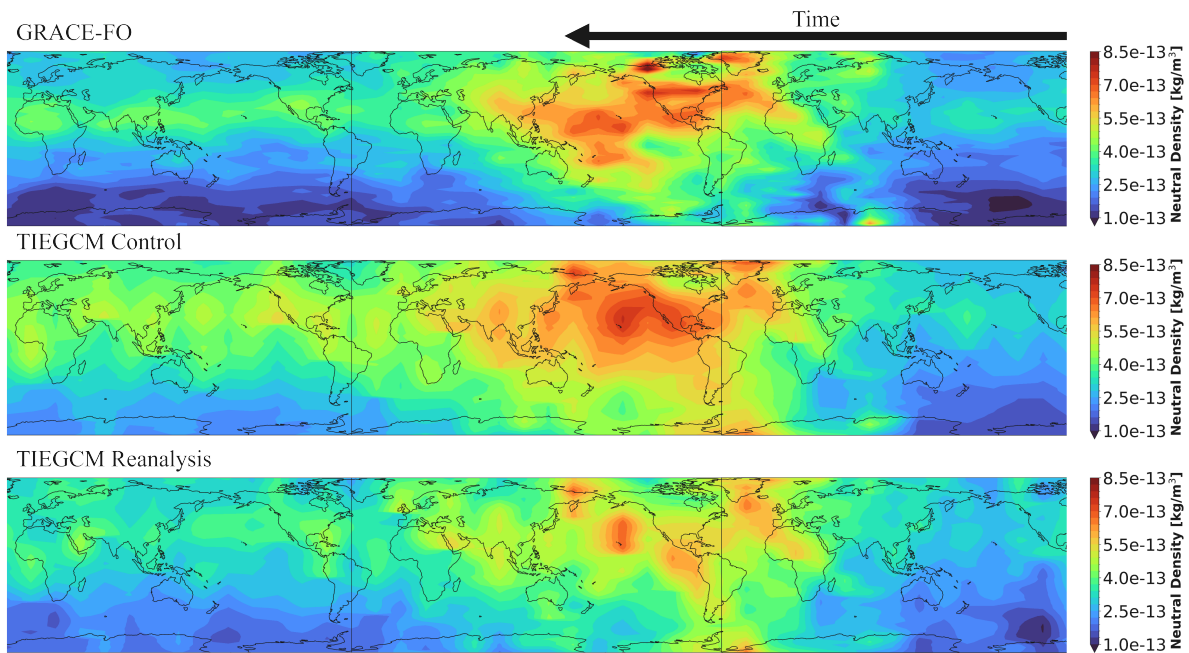 GRACE-FO
Time
8.5e-13
7.0e-13
5.5e-13
4.0e-13
2.5e-13
1.0e-13
Neutral Density [kg/m³]
TIEGCM Control
8.5e-13
7.0e-13
5.5e-13
4.0e-13
2.5e-13
1.0e-13
Neutral Density [kg/m³]
TIEGCM Reanalysis
8.5e-13
7.0e-13
5.5e-13
4.0e-13
2.5e-13
1.0e-13
Neutral Density [kg/m³]